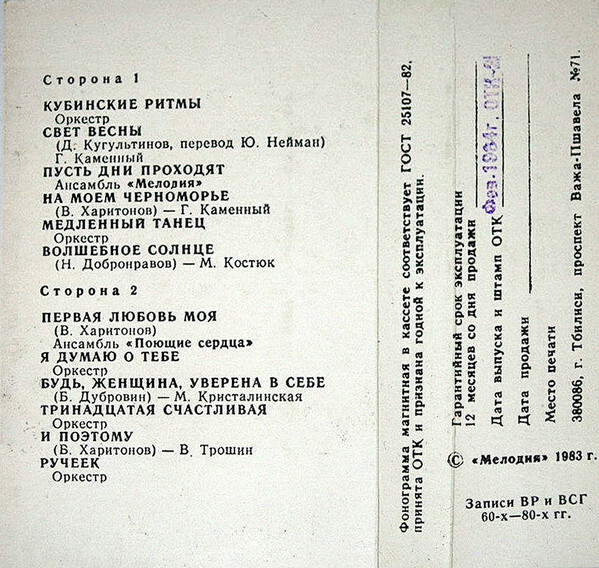 Сторона 1
КУБИНСКИЕ РИТМЫ
Оркестр
СВЕТ ВЕСНЫ
(Д. Кугультинов, перевод Ю. Нейман)
Г. Каменный
ПУСТЬ ДНИ ПРОХОДЯТ
Ансамбль «Мелодия»
НА МОЕМ ЧЕРНОМОРЬЕ
(В. Харитонов) — Г. Каменный
МЕДЛЕННЫЙ ТАНЕЦ
Оркестр
ВОЛШЕБНОЕ СОЛНЦЕ
(Н. Добронравов) — М. Костюк
Сторона 2
ПЕРВАЯ ЛЮБОВЬ МОЯ
(В. Харитонов)
Ансамбль «Поющие сердца»
Я ДУМАЮ О ТЕБЕ
Оркестр
БУДЬ, ЖЕНЩИНА, УВЕРЕНА В СЕБЕ
(Б. Дубровин) — М. Кристалинская
ТРИНАДЦАТАЯ СЧАСТЛИВАЯ
Оркестр
И ПОЭТОМУ
(Б. Харитонов) — В. Трошин
РУЧЕЕК
Оркестр
Фонограмма магнитная в кассете соответствует ГОСТ 25107—82,
принята ОТК и признана годной к эксплуатации.
Гарантийный срок эксплуатации
12 месяцев со дня продажи
Дата выпуска и штамп ОТК Фев. 1984г. ОТК
Дата продажи
Место печати
380086, г. Тбилиси, проспект Важа-Пшавела №71.
© «Мелодия» 1983 г.
Записи ВР и ВСГ
60-х—80-х гг.